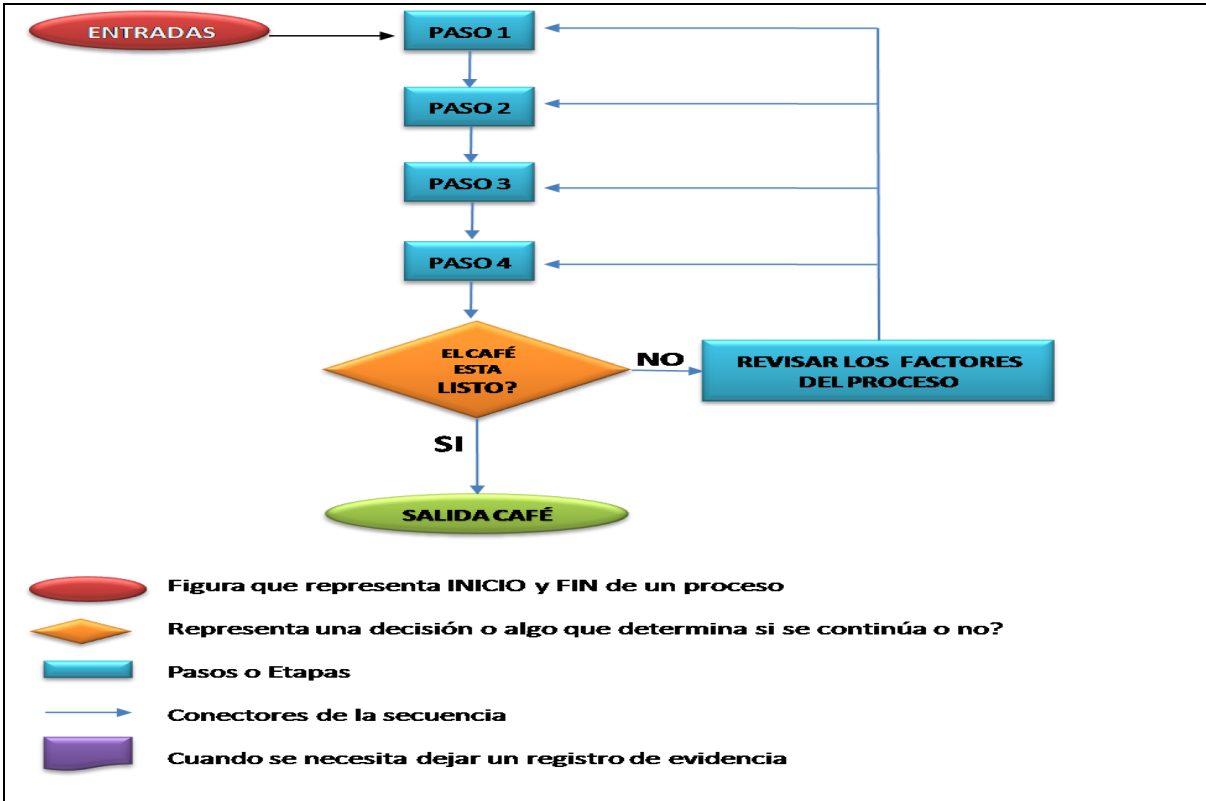 ENTRADAS
PASO 1
PASO 2
PASO 3
PASO 4
EL CAFÉ
ESTA
LISTO?
NO
REVISAR LOS FACTORES
DEL PROCESO
SI
SALIDA CAFÉ
Figura que representa INICIO y FIN de un proceso
Representa una decisión o algo que determina si se continúa o no?
Pasos o Etapas
Conectores de la secuencia
Cuando se necesita dejar un registro de evidencia